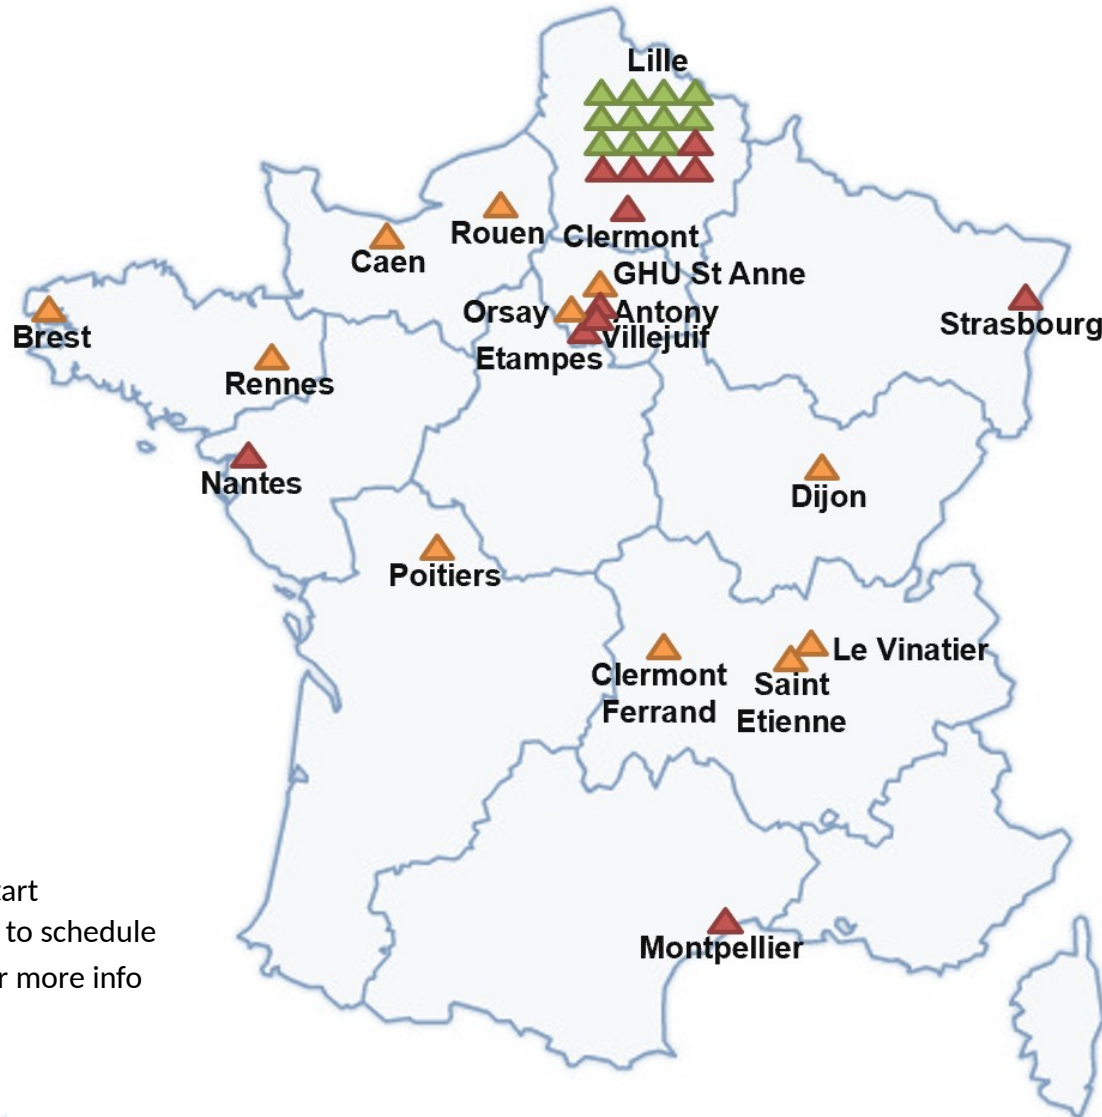 Lille
Rouen
Clermont
Caen
GHU St Anne
Orsay
Antony
Strasbourg
Brest
Villejuif
Etampes
Rennes
Nantes
Dijon
Poitiers
Le Vinatier
Clermont
Ferrand
Saint
Etienne
to schedule
more info
Montpellier